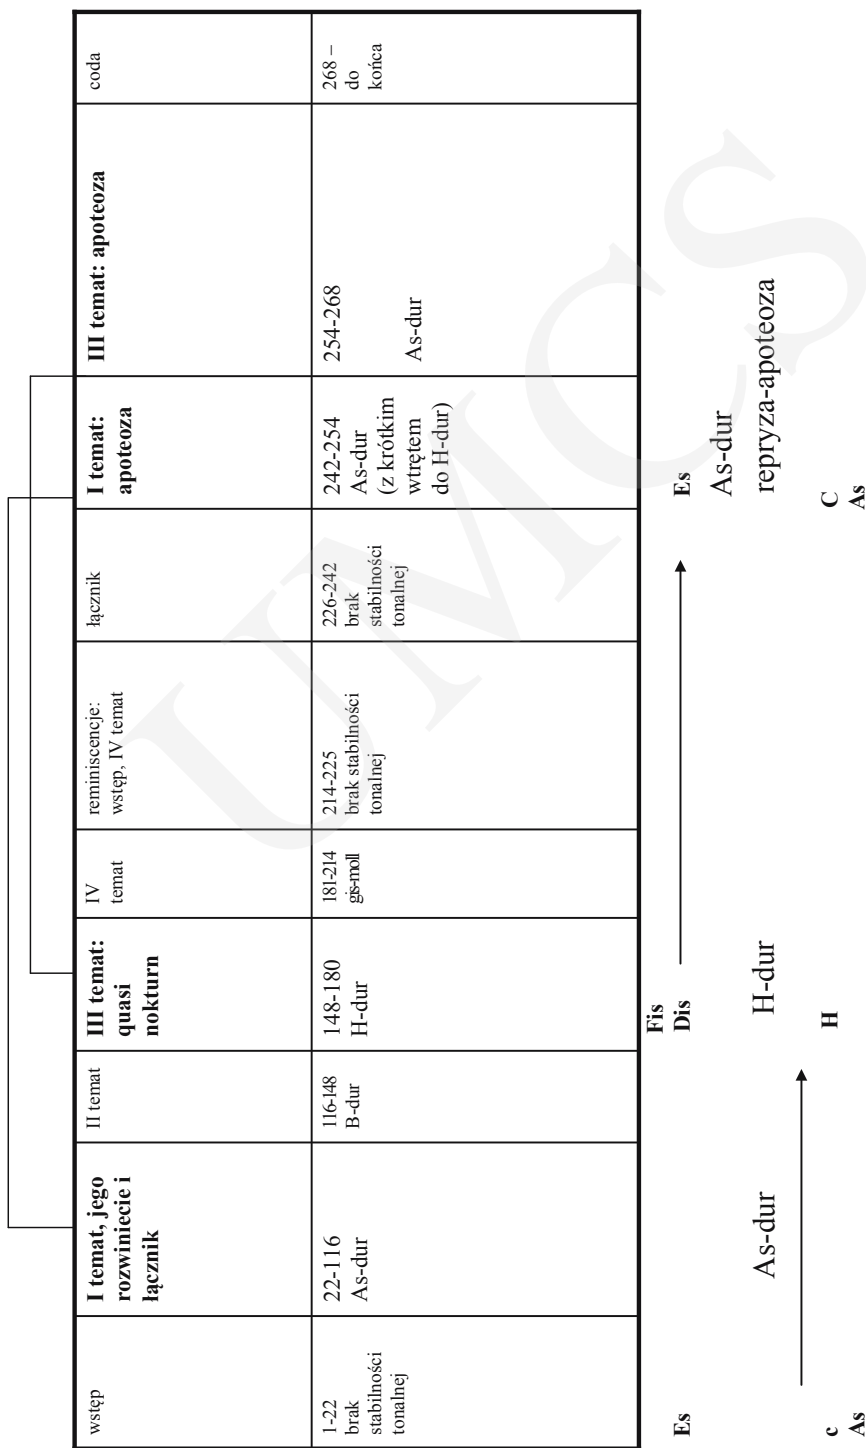 wstęp
I temat, jego
rozwiniecie i
łącznik
II temat
III temat:
quasi
nokturn
IV
temat
reminiscencje:
wstęp, IV temat
łącznik
I temat:
apoteoza
III temat: apoteoza
coda
1-22
brak
stabilności
tonalnej
22-116
As-dur
116-148
B-dur
148-180
H-dur
181-214
gis-moll
214-225
brak stabilności
tonalnej
226-242
brak
stabilności
tonalnej
242-254
As-dur
(z krótkim
wtrętem
do H-dur)
254-268
As-dur
268 –
do
końca
Es
Fis
Dis
Es
As-dur
H-dur
As-dur
repryza-apoteoza
c
As
H
C
As
UMCS